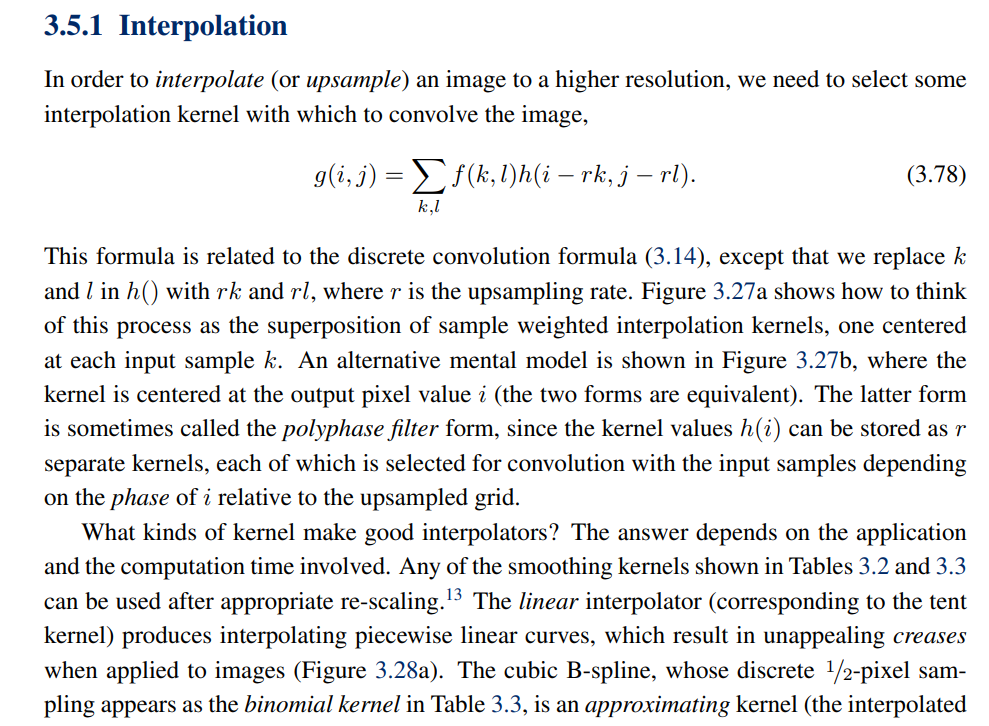 3.5.1 Interpolation
In order to interpolate (or upsample) an image to a higher resolution, we need to select some
interpolation kernel with which to convolve the image,
g(i, j) = ∑ f(k, l)h(i − rk, j − rl). (3.78)
k,l
This formula is related to the discrete convolution formula (3.14), except that we replace k
and l in h() with rk and rl, where r is the upsampling rate. Figure 3.27a shows how to think
of this process as the superposition of sample weighted interpolation kernels, one centered
at each input sample k. An alternative mental model is shown in Figure 3.27b, where the
kernel is centered at the output pixel value i (the two forms are equivalent). The latter form
is sometimes called the polyphase filter form, since the kernel values h(i) can be stored as r
separate kernels, each of which is selected for convolution with the input samples depending
on the phase of i relative to the upsampled grid.
What kinds of kernel make good interpolators? The answer depends on the application
and the computation time involved. Any of the smoothing kernels shown in Tables 3.2 and 3.3
can be used after appropriate re-scaling.¹³ The linear interpolator (corresponding to the tent
kernel) produces interpolating piecewise linear curves, which result in unappealing creases
when applied to images (Figure 3.28a). The cubic B-spline, whose discrete 1/2-pixel sam-
pling appears as the binomial kernel in Table 3.3, is an approximating kernel (the interpolated